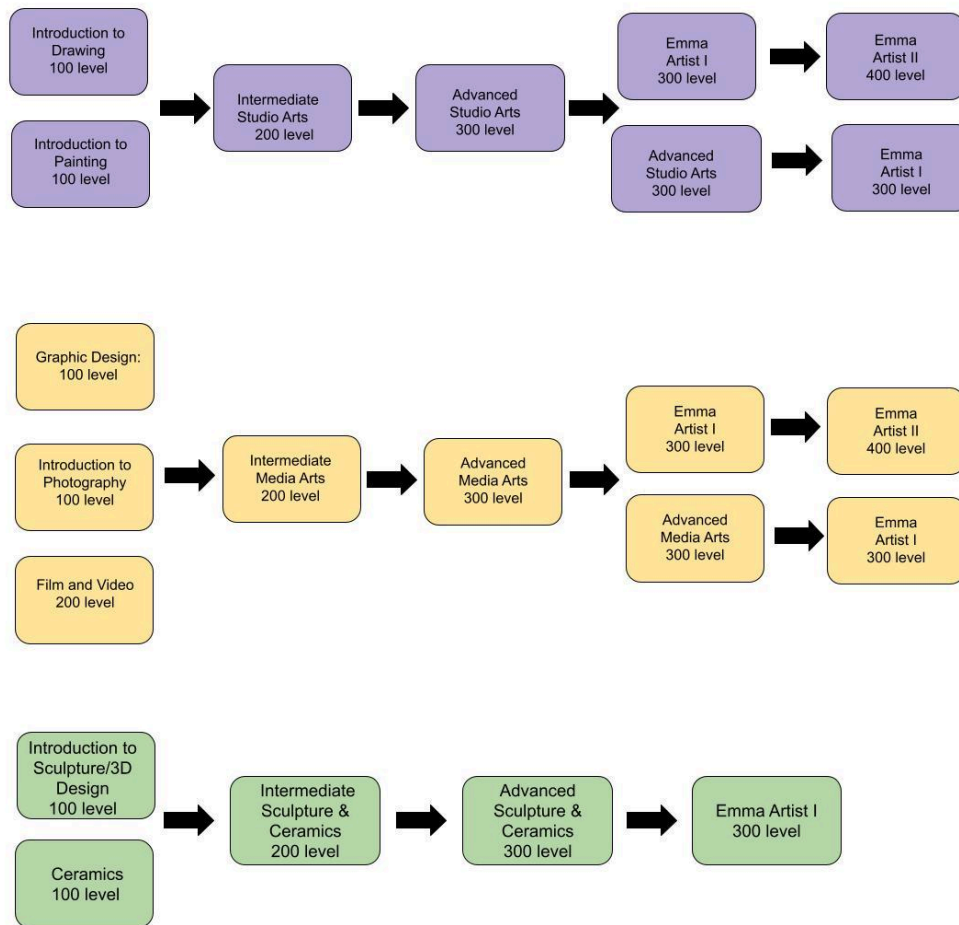 Introduction to
Drawing
100 level
Introduction to
Painting
100 level
Intermediate
Studio Arts
200 level
Advanced
Studio Arts
300 level
Emma
Artist I
300 level
Emma
Artist II
400 level
Advanced
Studio Arts
300 level
Emma
Artist I
300 level
Graphic Design:
100 level
Introduction to
Photography
100 level
Film and Video
200 level
Intermediate
Media Arts
200 level
Advanced
Media Arts
300 level
Emma
Artist I
300 level
Emma
Artist II
400 level
Advanced
Media Arts
300 level
Emma
Artist I
300 level
Introduction to
Sculpture/3D
Design
100 level
Ceramics
100 level
Intermediate
Sculpture &
Ceramics
200 level
Advanced
Sculpture &
Ceramics
300 level
Emma Artist I
300 level